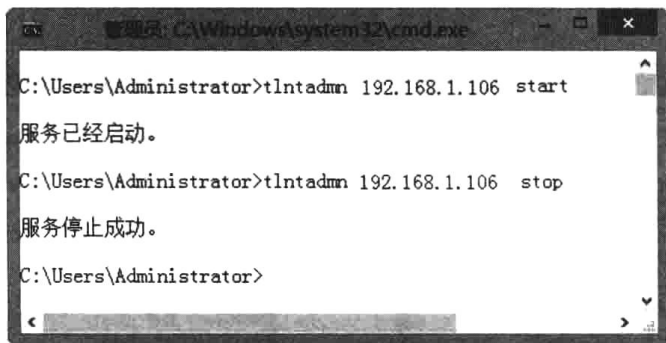 管理员: C:\Windows\system32\cmd.exe
C:\Users\Administrator>tlntadmn 192.168.1.106 start
服务已经启动。
C:\Users\Administrator>tlntadmn 192.168.1.106 stop
服务停止成功。
C:\Users\Administrator>